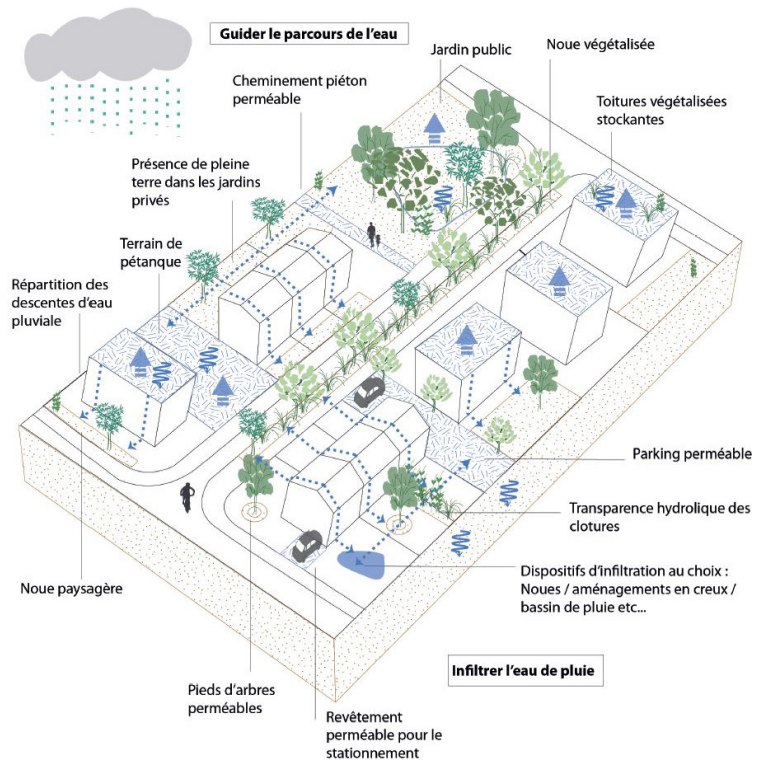 Guider le parcours de l'eau
Jardin public
Noue végétalisée
Cheminement piéton
perméable
Toitures végétalisées
stockantes
Présence de pleine
terre dans les jardins
privés
Terrain de
pétanque
Répartition des
descentes d'eau
pluviale
Parking perméable
Transparence hydrolique des
clotures
Noue paysagère
Dispositifs d'infiltration au choix :
Noues / aménagements en creux /
bassin de pluie etc...
Infiltrer l'eau de pluie
Pieds d'arbres
perméables
Revêtement
perméable pour le
stationnement